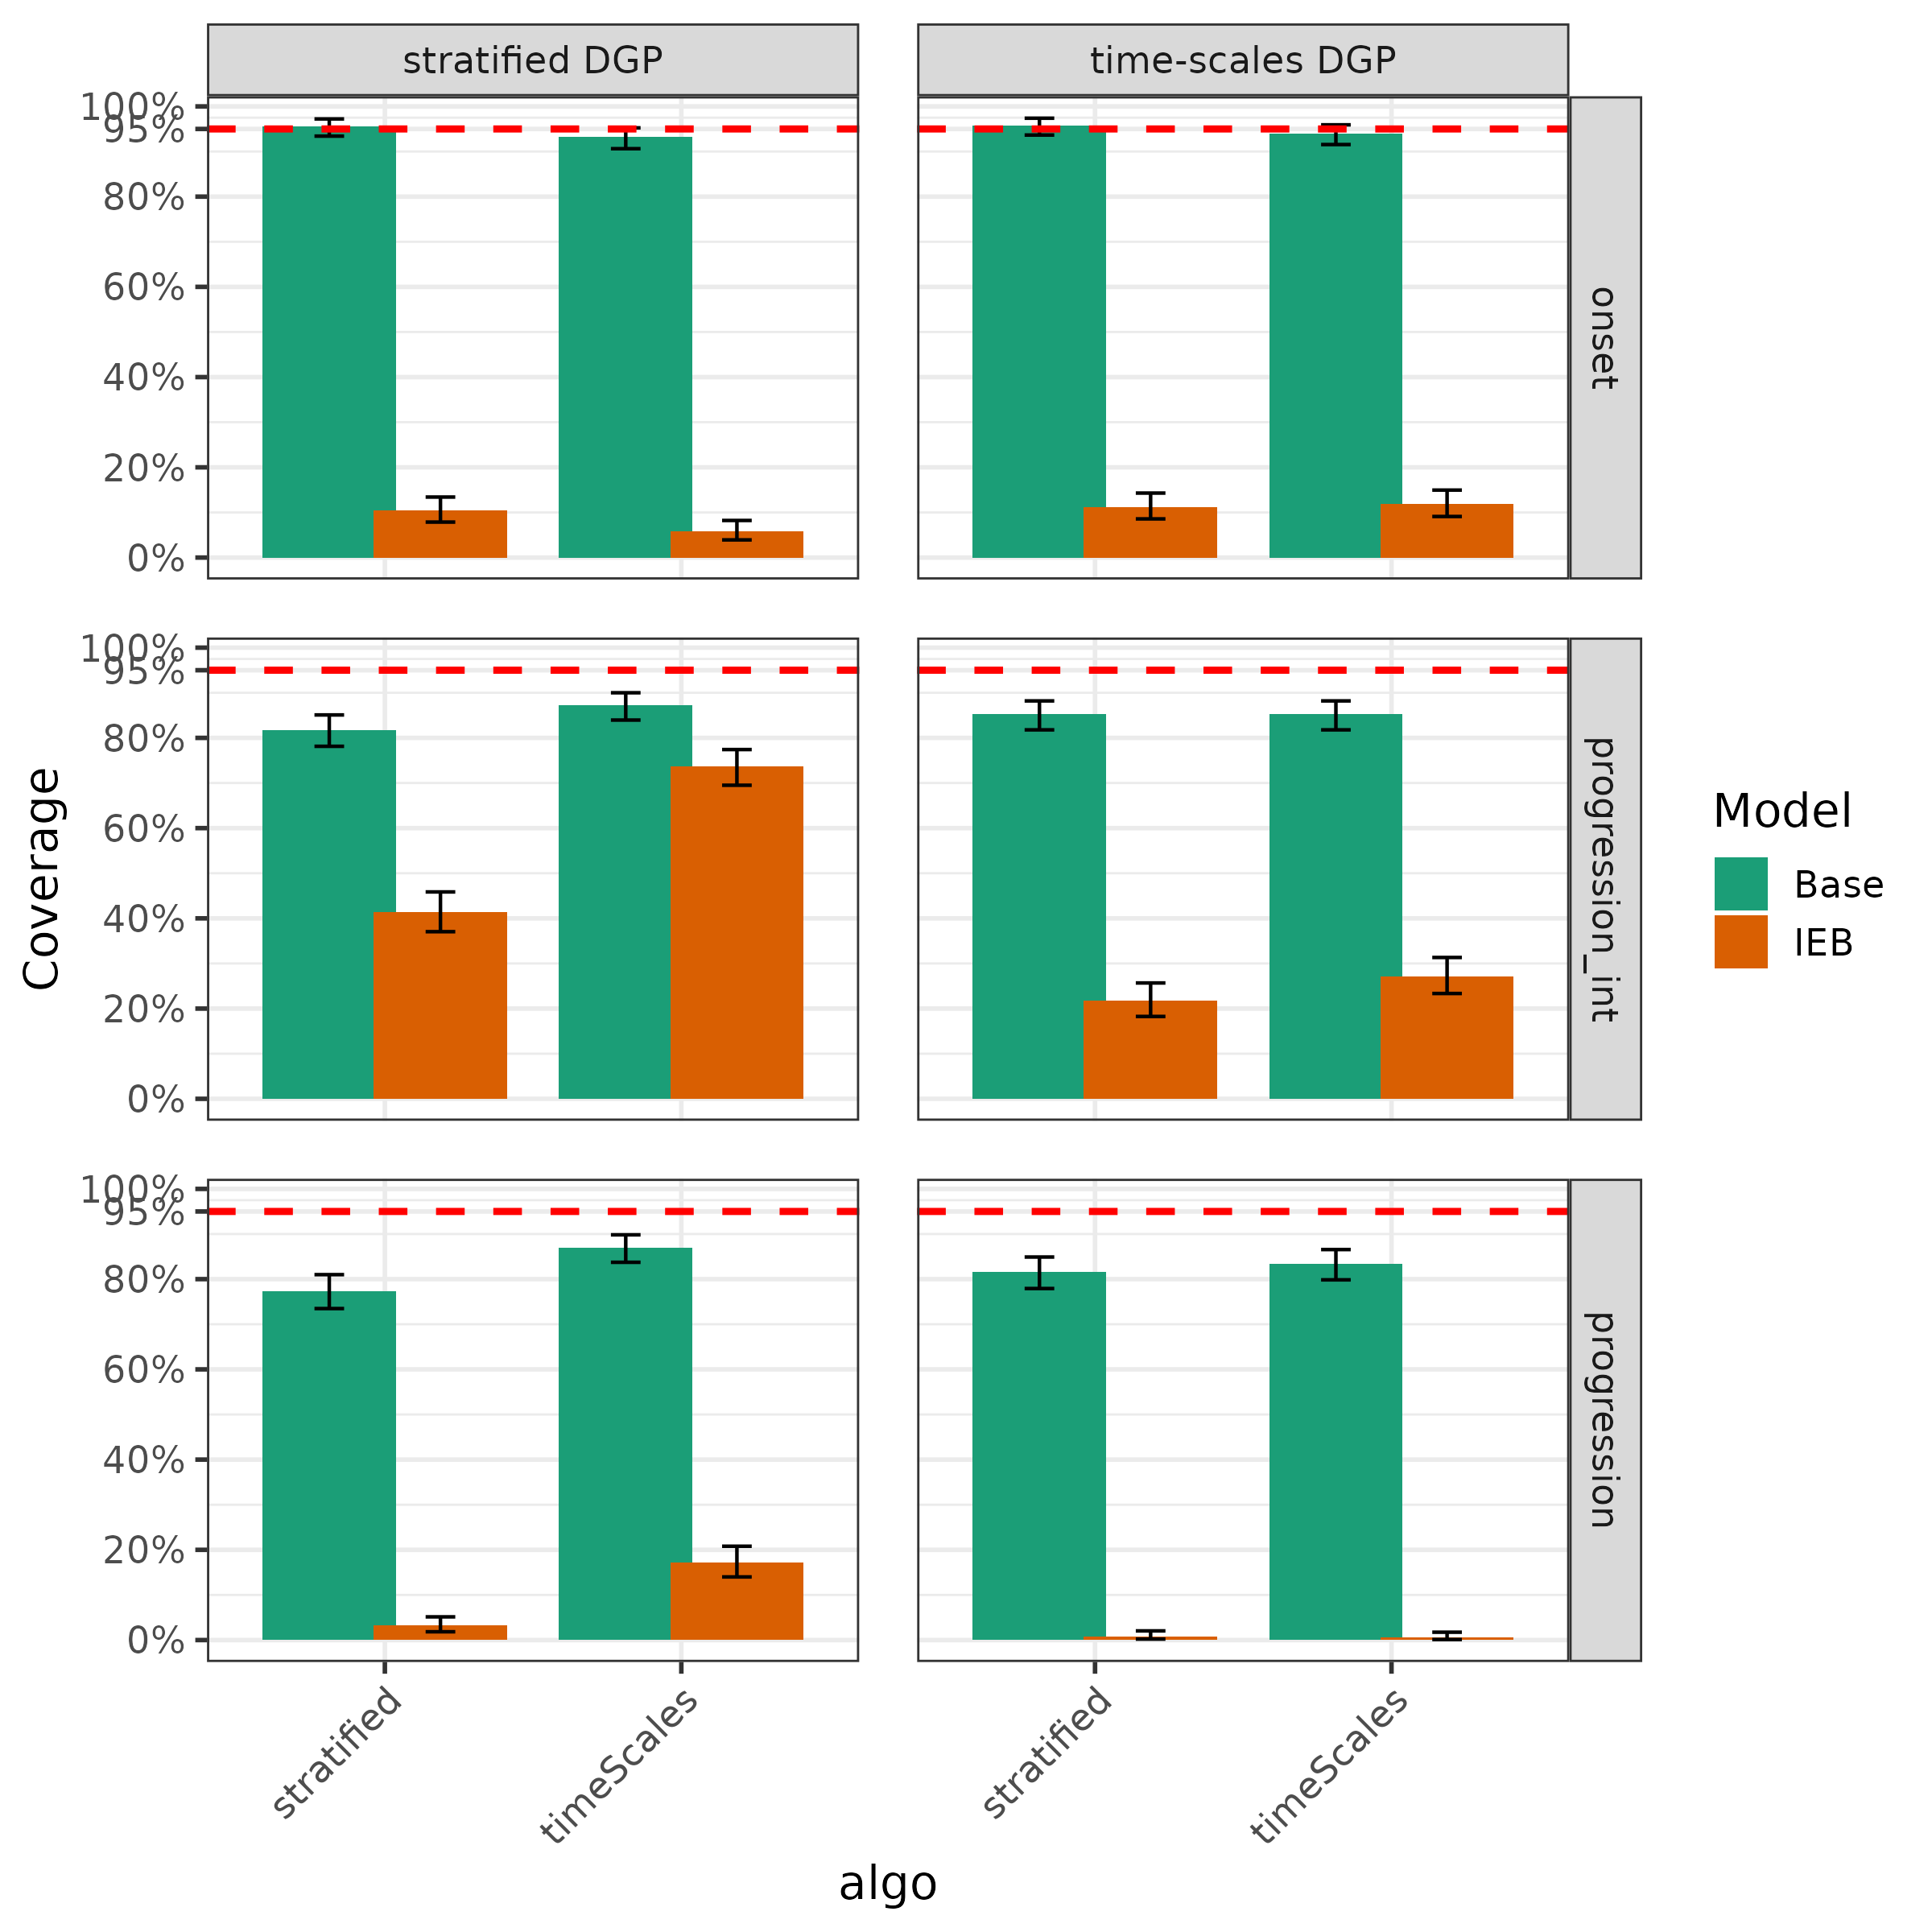 stratified DGP
time-scales DGP
100%
95%
80%
60%
40%
20%
0%
onset
100%
95%
80%
60%
40%
20%
0%
progression_int
100%
95%
80%
60%
40%
20%
0%
progression
Coverage
stratified
timeScales
stratified
timeScales
algo
Model
Base
IEB